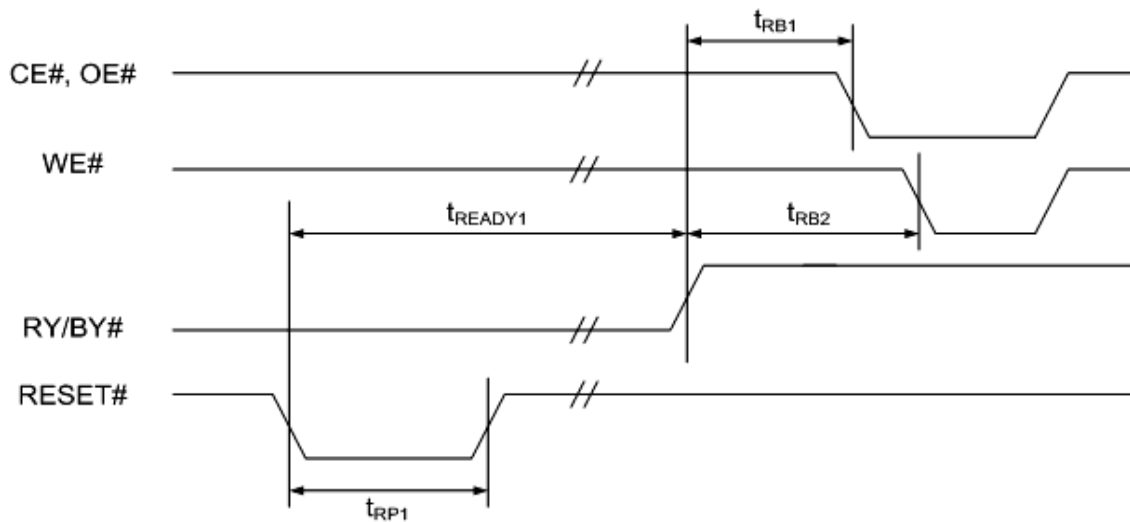 tRB1
CE#, OE#
WE#
tREADY1
tRB2
RY/BY#
RESET#
tRP1